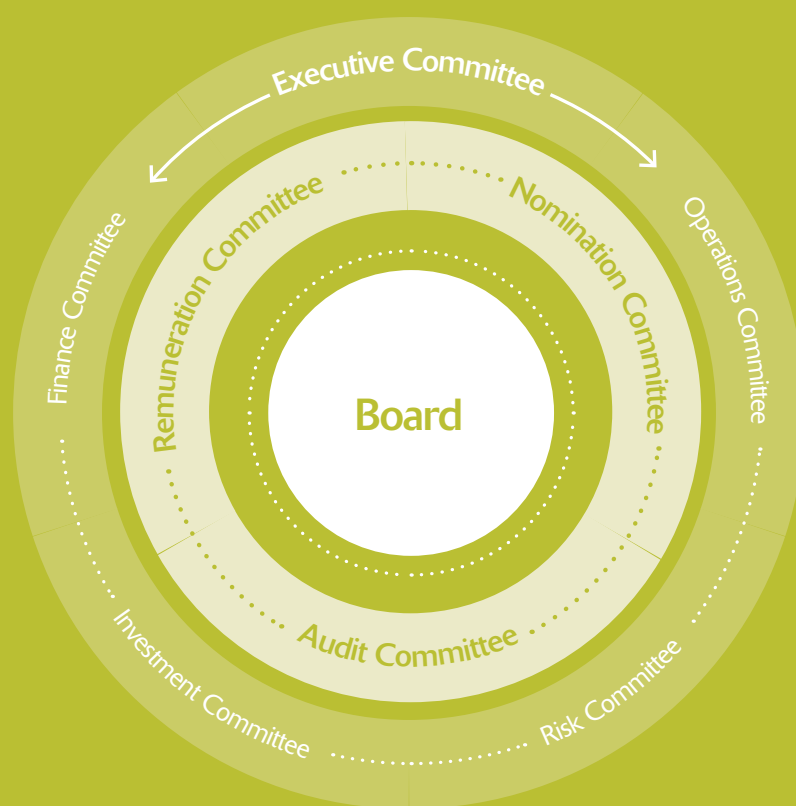 Executive Committee
Remuneration Committee
Nomination Committee
Operations Committee
Finance Committee
Board
Audit Committee
Investment Committee
Risk Committee